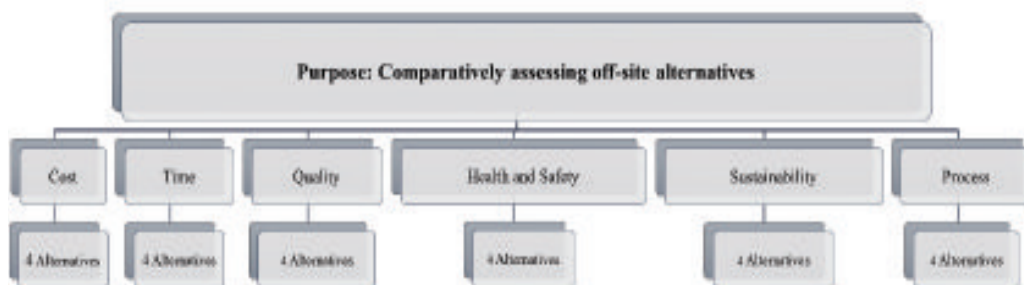 Purpose: Comparatively assessing off-site alternatives
Cost
Time
Quality
Health and Safety
Sustainability
Process
4 Alternatives
4 Alternatives
4 Alternatives
4 Alternatives
4 Alternatives
4 Alternatives